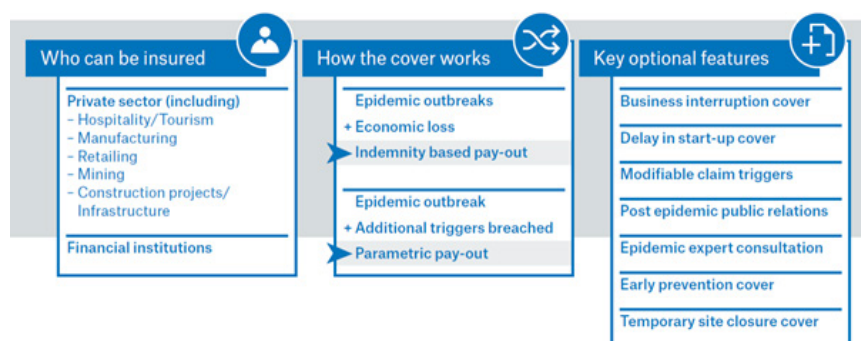 Who can be insured
Private sector (including)
– Hospitality/Tourism
– Manufacturing
– Retailing
– Mining
– Construction projects/
Infrastructure
Financial institutions
How the cover works
Epidemic outbreaks
+ Economic loss
Indemnity based pay-out
Epidemic outbreak
+ Additional triggers breached
Parametric pay-out
Key optional features
Business interruption cover
Delay in start-up cover
Modifiable claim triggers
Post epidemic public relations
Epidemic expert consultation
Early prevention cover
Temporary site closure cover